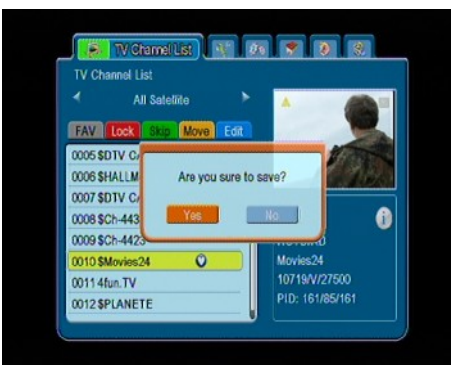 TV Channel List
TV Channel List
All Satellite
FAV Lock Skip Move Edit
0005 $DTV
0006 $HALLM
0007 $DTV
0008 $Ch-443
0009 $Ch-4423
0010 $Movies24
0011 4fun.TV
0012 $PLANETE
Are you sure to save?
Yes No
HOTBIRD
Movies24
10719/V/27500
PID: 161/85/161